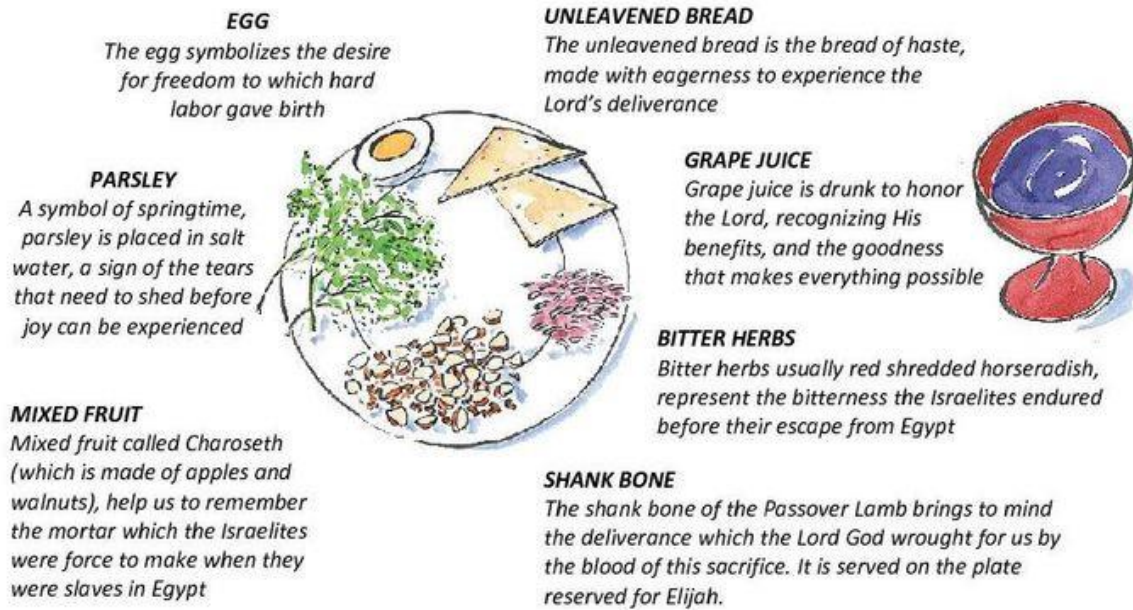 EGG
The egg symbolizes the desire
for freedom to which hard
labor gave birth
UNLEAVENED BREAD
The unleavened bread is the bread of haste,
made with eagerness to experience the
Lord's deliverance
PARSLEY
A symbol of springtime,
parsley is placed in salt
water, a sign of the tears
that need to shed before
joy can be experienced
GRAPE JUICE
Grape juice is drunk to honor
the Lord, recognizing His
benefits, and the goodness
that makes everything possible
BITTER HERBS
Bitter herbs usually red shredded horseradish,
represent the bitterness the Israelites endured
before their escape from Egypt
MIXED FRUIT
Mixed fruit called Charoseth
(which is made of apples and
walnuts), help us to remember
the mortar which the Israelites
were force to make when they
were slaves in Egypt
SHANK BONE
The shank bone of the Passover Lamb brings to mind
the deliverance which the Lord God wrought for us by
the blood of this sacrifice. It is served on the plate
reserved for Elijah.